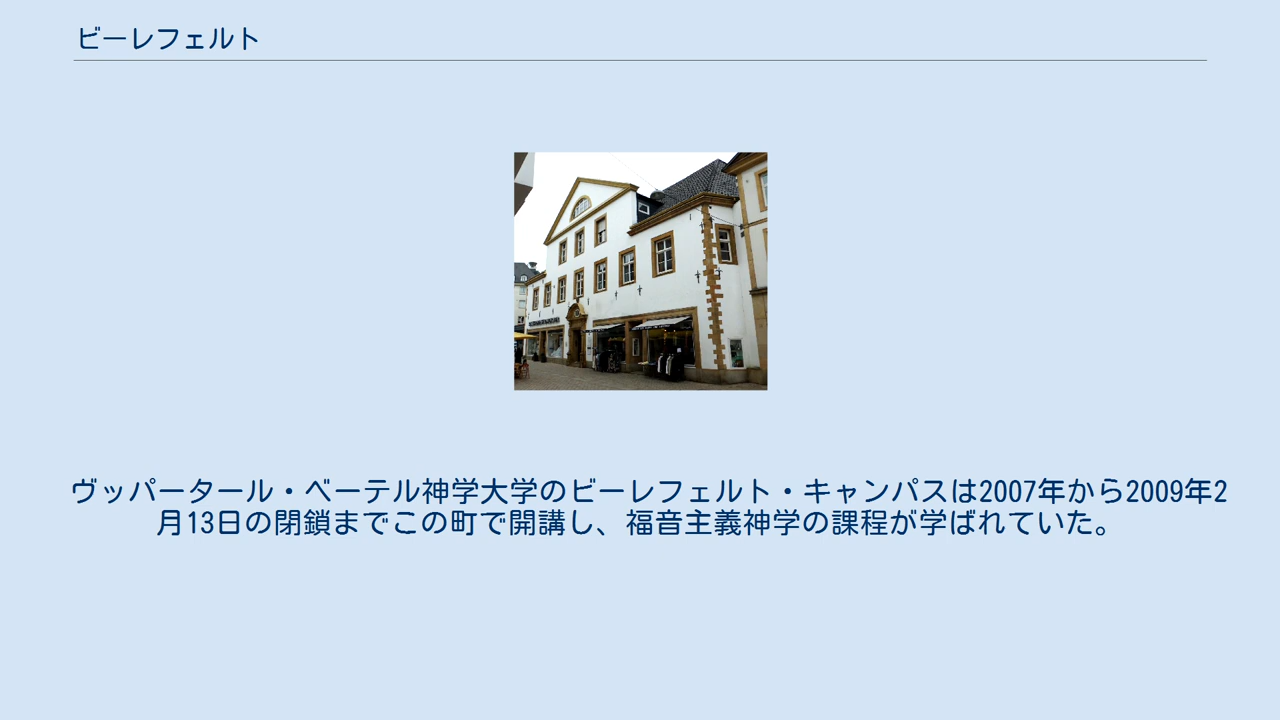 ビーレフェルト
ヴッパータール・ベーテル神学大学のビーレフェルト・キャンパスは2007年から2009年2
月13日の閉鎖までこの町で開講し、福音主義神学の課程が学ばれていた。